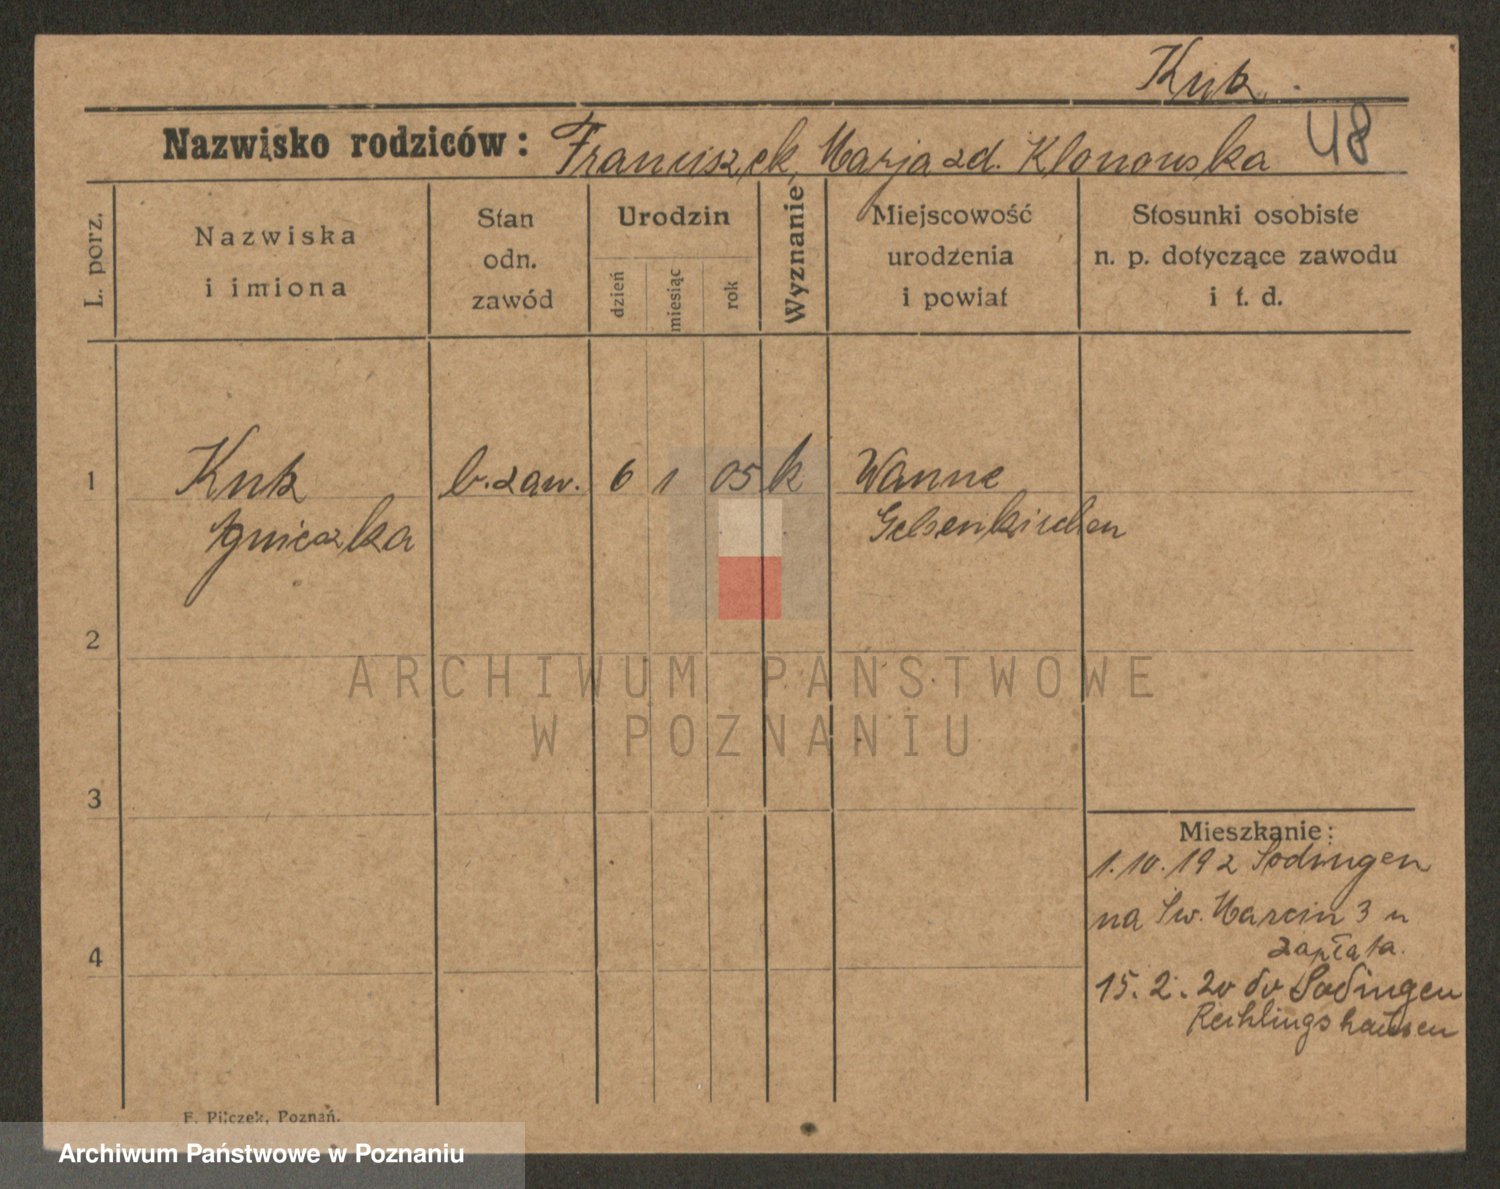 Kuk.
Nazwisko rodziców: Franciszek, Marja zd. Klonowska 48
L. porz.
Nazwiska i imiona
Stan odn. zawód
Urodzin
dzień
miesiąc
rok
Wyznanie
Miejscowość urodzenia i powiat
Stosunki osobiste n. p. dotyczące zawodu i t. d.
1 Kuk b. zaw. 6 1 05 k Wanne
Agnieszka Gelsenkirchen
2
3
4
Mieszkanie:
1.10.192 Sodingen
na Św. Marcin 3 u
zapłata.
15.2.20 do Sodingen
F. Pilczek, Poznań.
ARCHIWUM PAŃSTWOWE
W POZNANIU
Archiwum Państwowe w Poznaniu